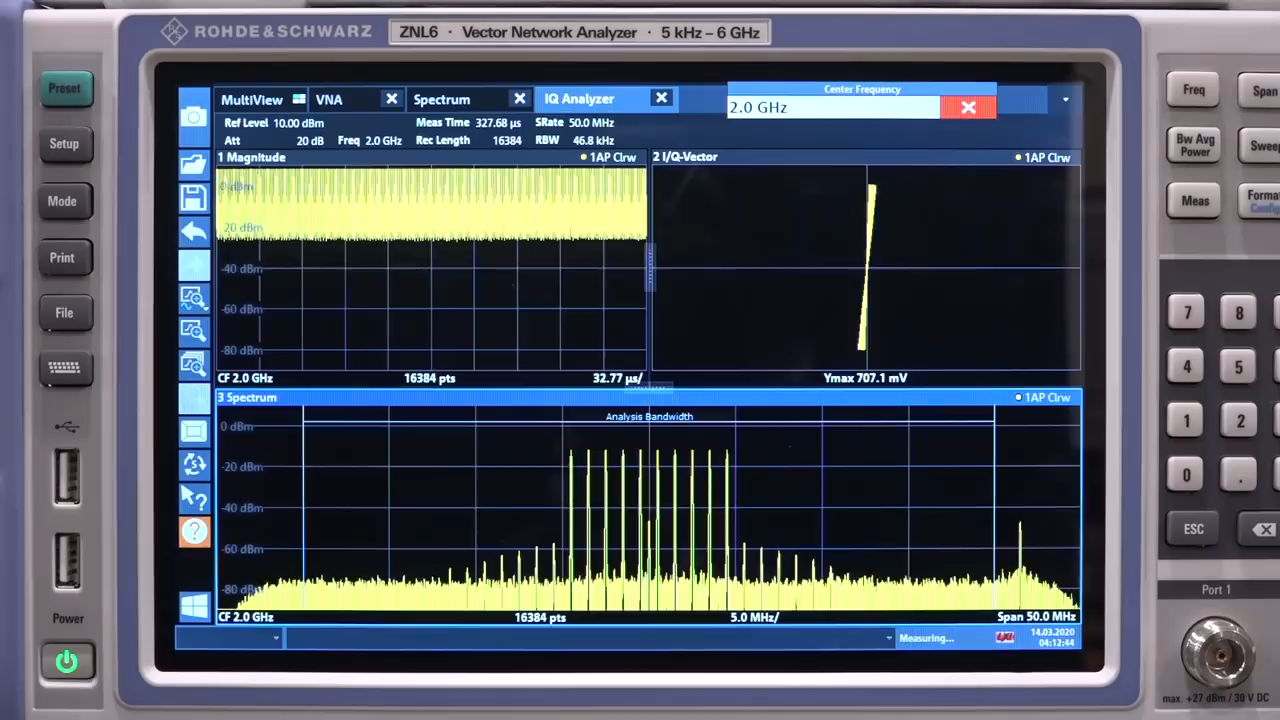 ROHDE & SCHWARZ
ZNL6 · Vector Network Analyzer · 5 kHz – 6 GHz
Preset
Setup
Mode
Print
File
Power
MultiView
VNA
Spectrum
IQ Analyzer
Center Frequency
2.0 GHz
Ref Level 10.00 dBm
Meas Time 327.68 µs
SRate 50.0 MHz
Att 20 dB
Freq 2.0 GHz
Rec Length 16384
RBW 46.8 kHz
1 Magnitude
1AP Clrw
0 dBm
20 dBm
-40 dBm
-60 dBm
-80 dBm
CF 2.0 GHz
16384 pts
32.77 µs/
2 I/Q-Vector
1AP Clrw
Ymax 707.1 mV
3 Spectrum
1AP Clrw
Analysis Bandwidth
0 dBm
-20 dBm
-40 dBm
-60 dBm
-80 dBm
CF 2.0 GHz
16384 pts
5.0 MHz/
Span 50.0 MHz
Measuring...
14.03.2020
04:12:44
Freq
Span
Bw Avg
Power
Meas
7
8
4
5
1
2
0
.
ESC
Port 1
max. +27 dBm / 30 V DC